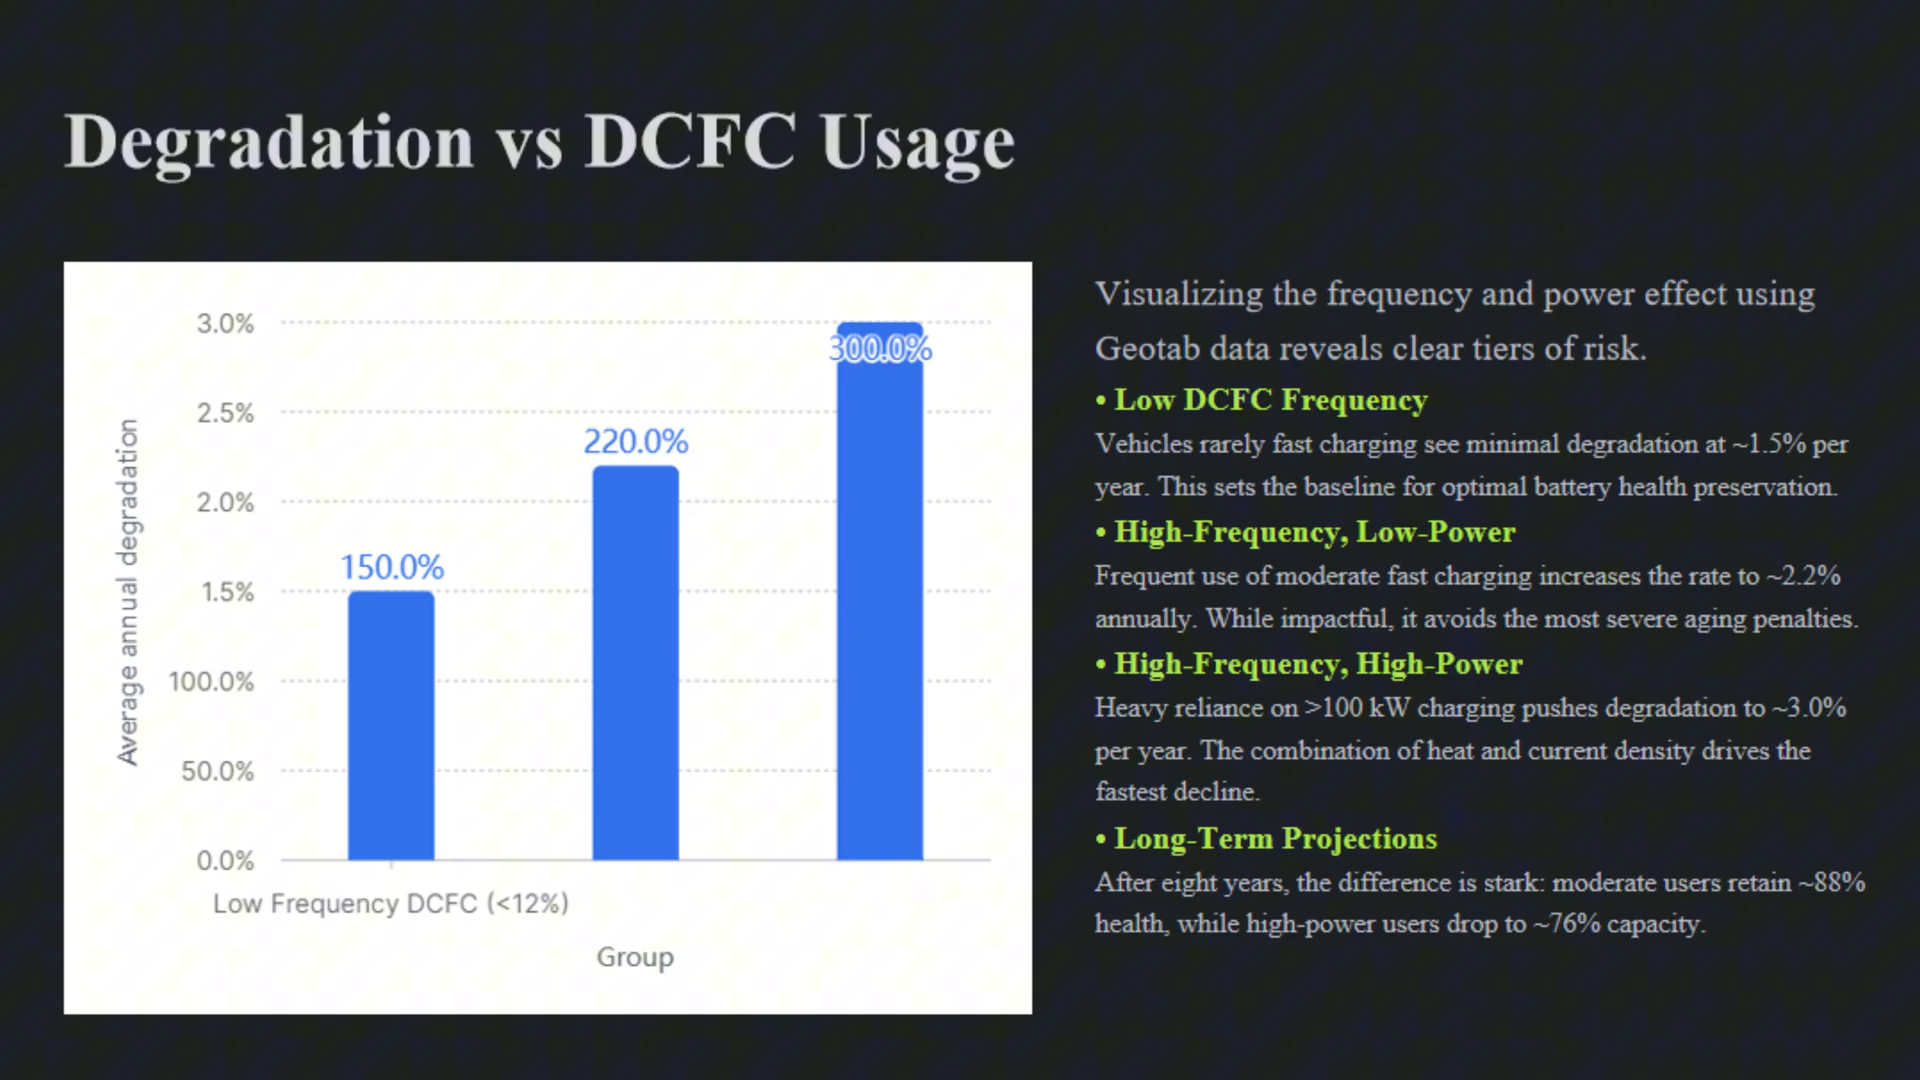 Degradation vs DCFC Usage
3.0%
2.5%
2.0%
1.5%
100.0%
50.0%
0.0%
Average annual degradation
150.0%
220.0%
300.0%
Low Frequency DCFC (<12%)
Group
Visualizing the frequency and power effect using
Geotab data reveals clear tiers of risk.
• Low DCFC Frequency
Vehicles rarely fast charging see minimal degradation at ~1.5% per
year. This sets the baseline for optimal battery health preservation.
• High-Frequency, Low-Power
Frequent use of moderate fast charging increases the rate to ~2.2%
annually. While impactful, it avoids the most severe aging penalties.
• High-Frequency, High-Power
Heavy reliance on >100 kW charging pushes degradation to ~3.0%
per year. The combination of heat and current density drives the
fastest decline.
• Long-Term Projections
After eight years, the difference is stark: moderate users retain ~88%
health, while high-power users drop to ~76% capacity.